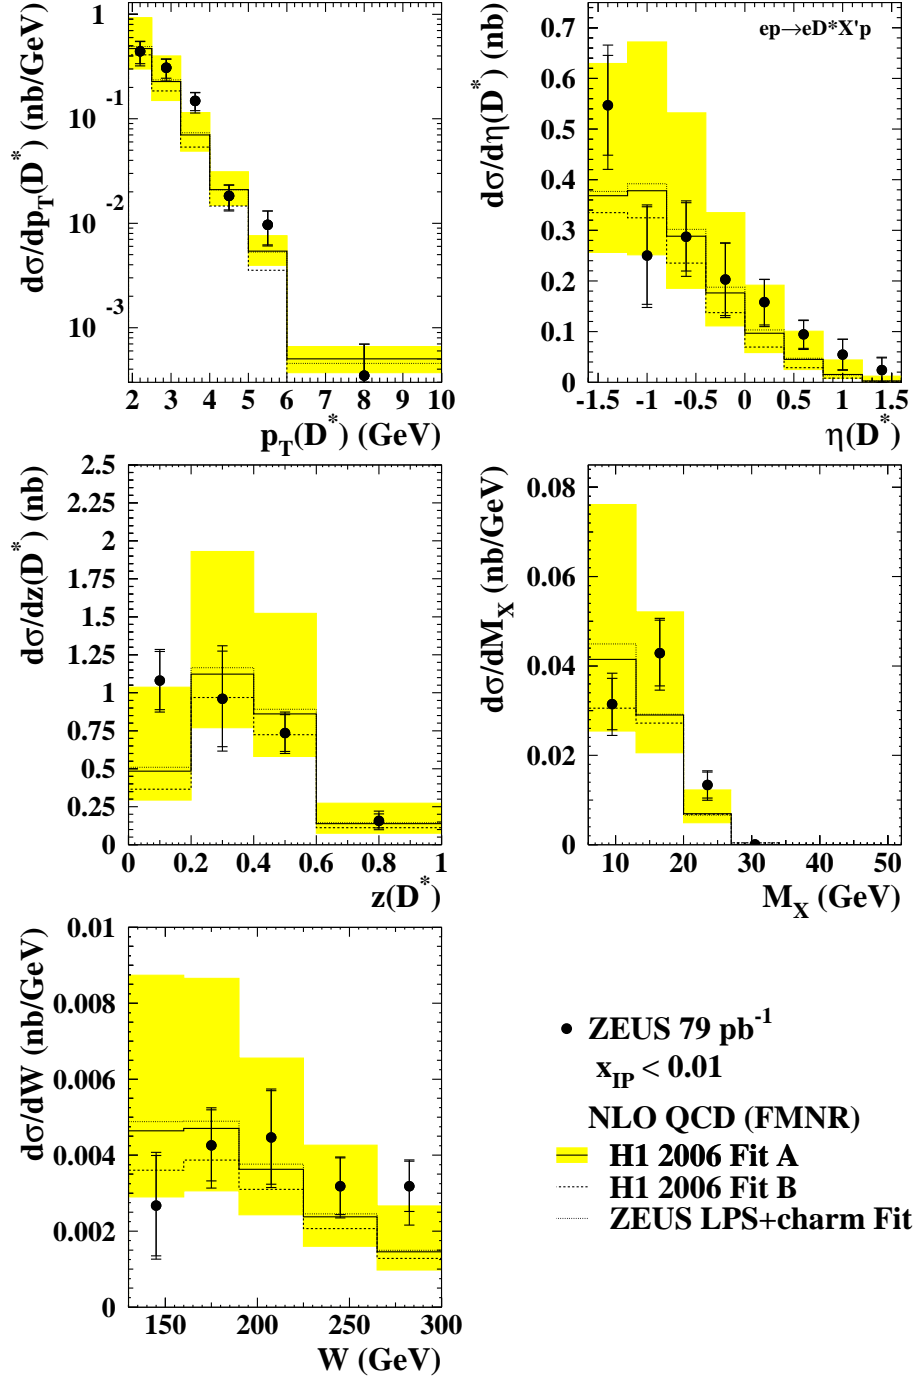 dσ/dp_T(D^*) (nb/GeV)
1
10^-1
10^-2
10^-3
2 3 4 5 6 7 8 9 10
p_T(D^*) (GeV)
ep→eD*X'p
dσ/dη(D^*) (nb)
0.7
0.6
0.5
0.4
0.3
0.2
0.1
0
-1.5 -1 -0.5 0 0.5 1 1.5
η(D^*)
dσ/dz(D^*) (nb)
2.5
2.25
2
1.75
1.5
1.25
1
0.75
0.5
0.25
0
0 0.2 0.4 0.6 0.8 1
z(D^*)
dσ/dM_X (nb/GeV)
0.08
0.06
0.04
0.02
0
10 20 30 40 50
M_X (GeV)
dσ/dW (nb/GeV)
0.01
0.008
0.006
0.004
0.002
0
150 200 250 300
W (GeV)
ZEUS 79 pb^-1
x_IP < 0.01
NLO QCD (FMNR)
H1 2006 Fit A
H1 2006 Fit B
ZEUS LPS+charm Fit